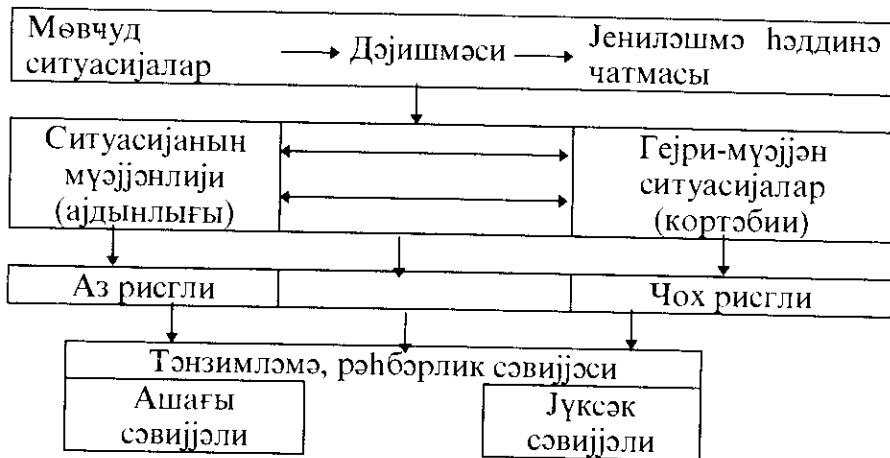 Мөвчуд
ситуасијалар
Дәјишмәси
Јениләшмә һәддинә
чатмасы
Ситуасијанын
мүәјјәнлији
(ајдынлығы)
Гејри-мүәјјән
ситуасијалар
(кортәбии)
Аз рисгли
Чох рисгли
Тәнзимләмә, рәһбәрлик сәвијјәси
Ашағы
сәвијјәли
Јүксәк
сәвијјәли